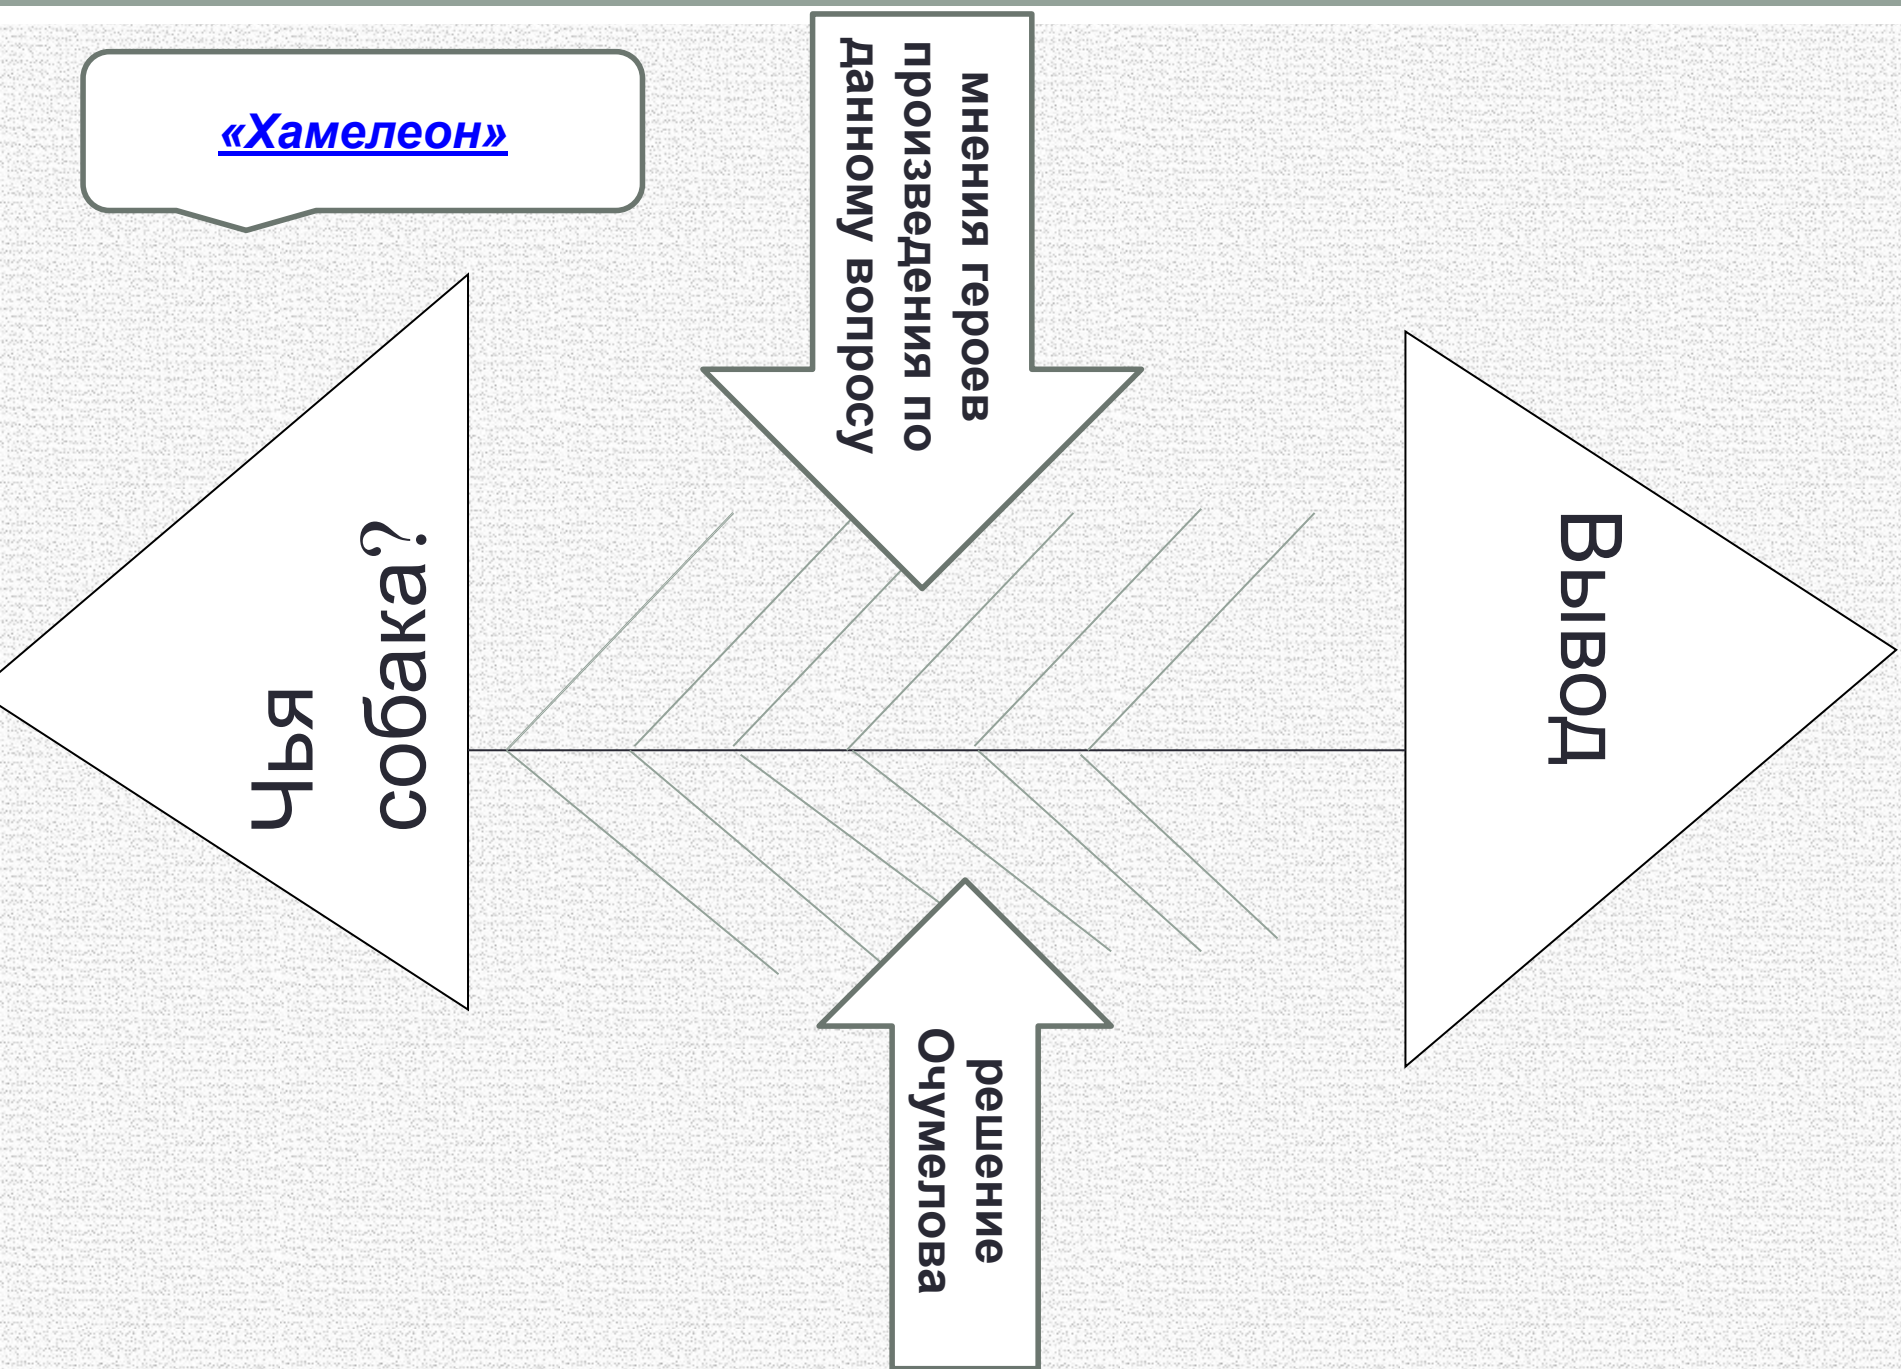 «Хамелеон»
мнения героев
произведения по
данному вопросу
Чья
собака?
Вывод
решение
Очумелова